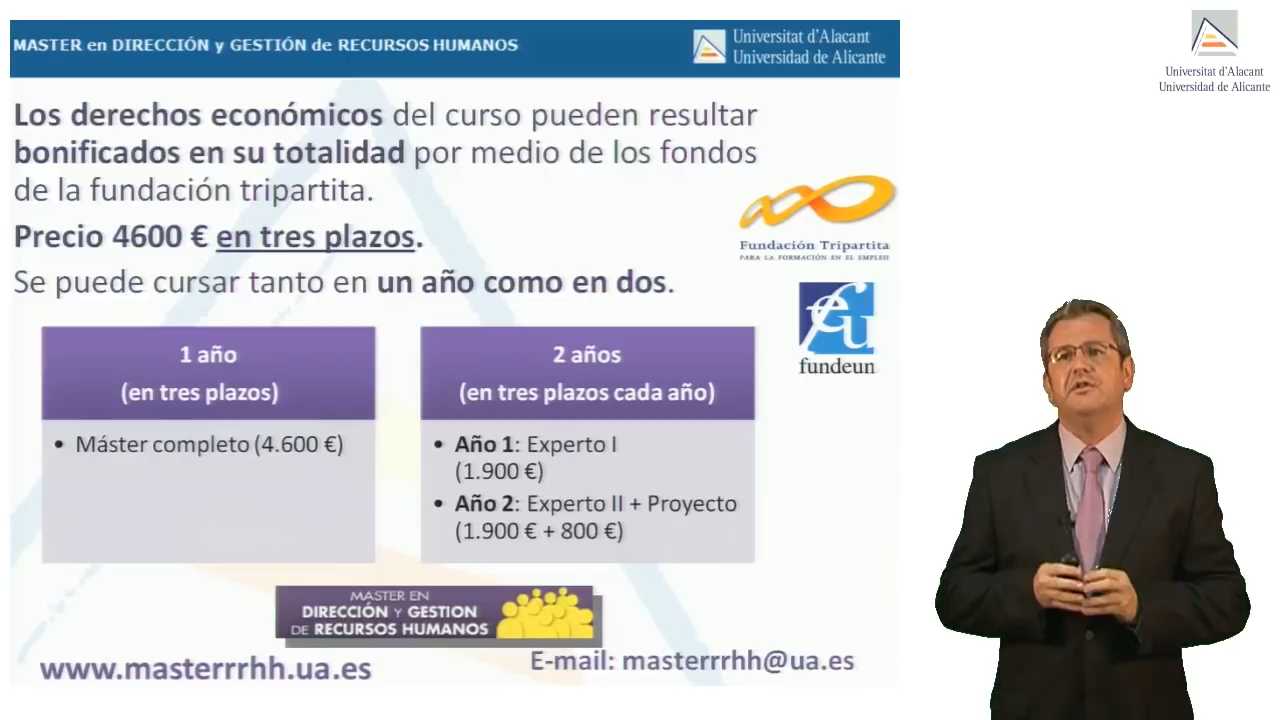 MASTER en DIRECCIÓN y GESTIÓN de RECURSOS HUMANOS
Universitat d'Alacant
Universidad de Alicante
Universitat d'Alacant
Universidad de Alicante
Los derechos económicos del curso pueden resultar
bonificados en su totalidad por medio de los fondos
de la fundación tripartita.
Precio 4600 € en tres plazos.
Se puede cursar tanto en un año como en dos.
Fundación Tripartita
PARA LA FORMACIÓN EN EL EMPLEO
feu
fundeun
1 año
(en tres plazos)
• Máster completo (4.600 €)
2 años
(en tres plazos cada año)
• Año 1: Experto I
(1.900 €)
• Año 2: Experto II + Proyecto
(1.900 € + 800 €)
MASTER EN
DIRECCIÓN Y GESTION
DE RECURSOS HUMANOS
www.masterrrhh.ua.es
E-mail: masterrrhh@ua.es